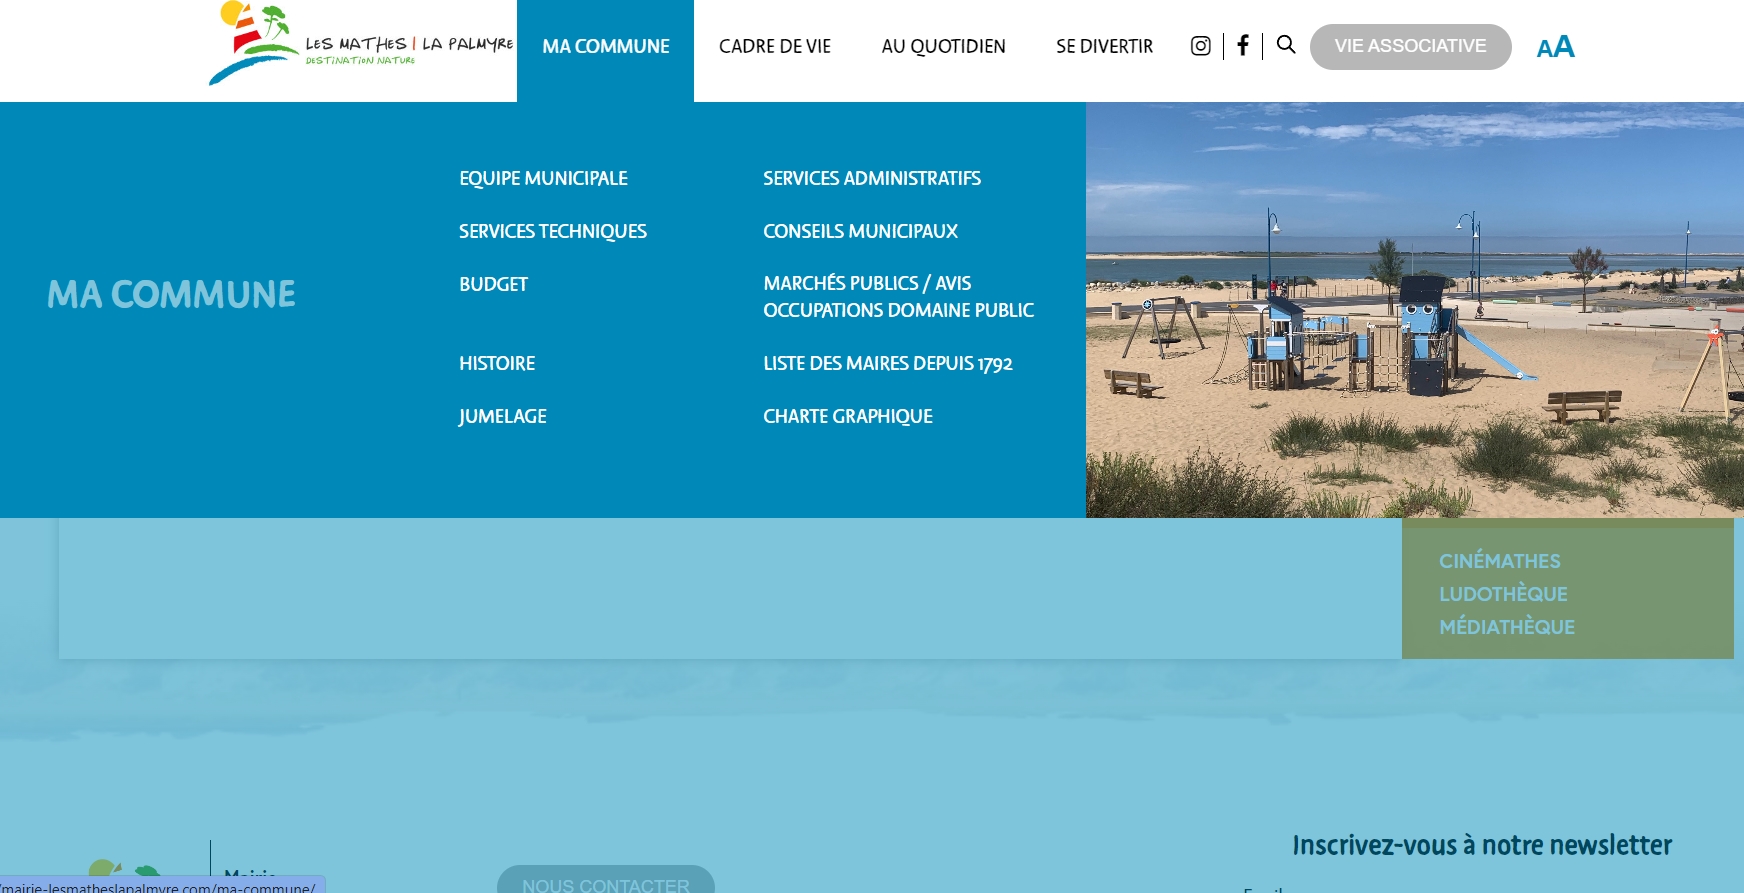 LES MATHES | LA PALMYRE
DESTINATION NATURE
MA COMMUNE
CADRE DE VIE
AU QUOTIDIEN
SE DIVERTIR
VIE ASSOCIATIVE
AA
MA COMMUNE
EQUIPE MUNICIPALE
SERVICES ADMINISTRATIFS
SERVICES TECHNIQUES
CONSEILS MUNICIPAUX
BUDGET
MARCHÉS PUBLICS / AVIS
OCCUPATIONS DOMAINE PUBLIC
HISTOIRE
LISTE DES MAIRES DEPUIS 1792
JUMELAGE
CHARTE GRAPHIQUE
CINÉMATHES
LUDOTHÈQUE
MÉDIATHÈQUE
Inscrivez-vous à notre newsletter
Mairie
NOUS CONTACTER
Email
/mairie-lesmatheslapalmyre.com/ma-commune/